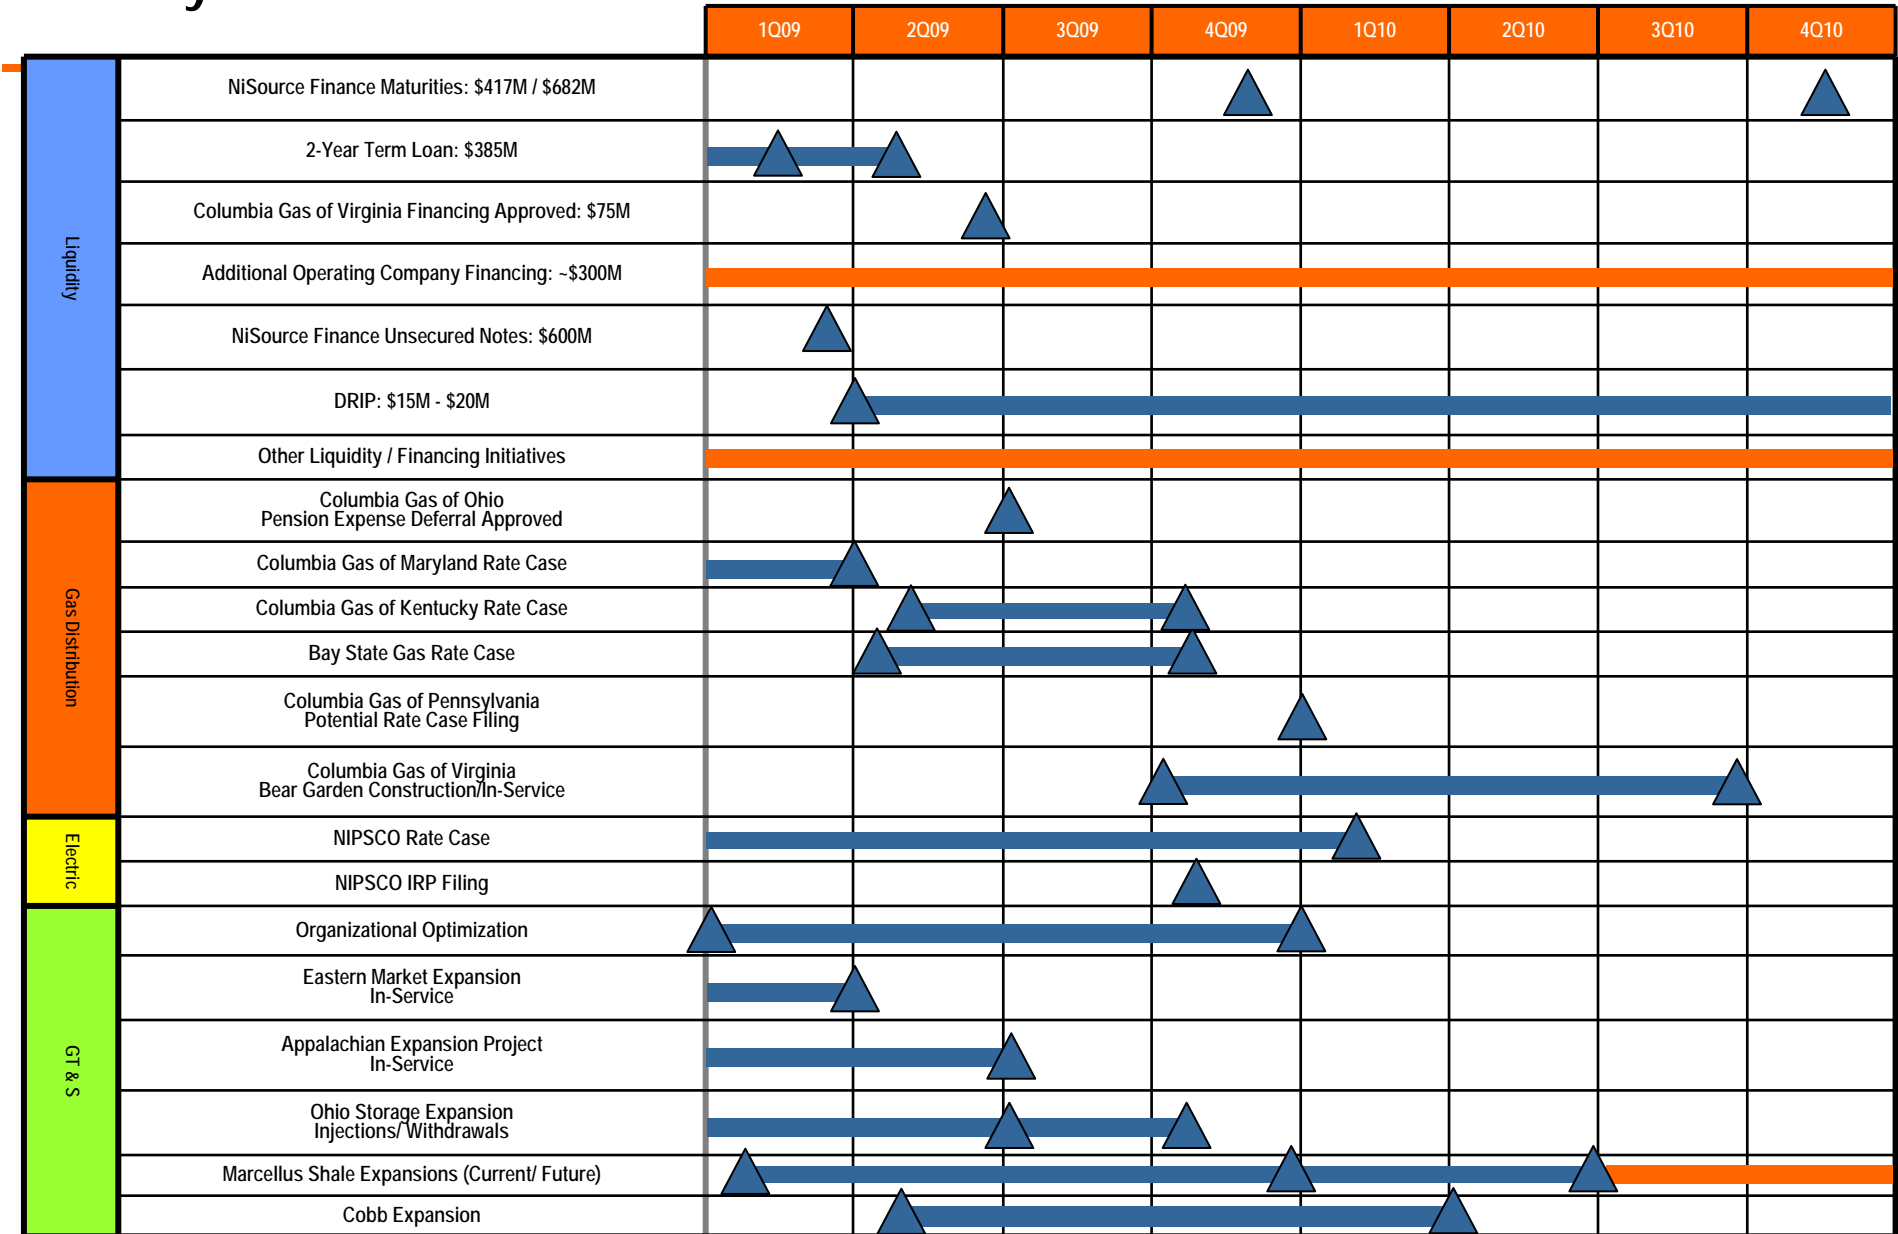 1Q09 2Q09 3Q09 4Q09 1Q10 2Q10 3Q10 4Q10
Liquidity
NiSource Finance Maturities: $417M / $682M
2-Year Term Loan: $385M
Columbia Gas of Virginia Financing Approved: $75M
Additional Operating Company Financing: ~$300M
NiSource Finance Unsecured Notes: $600M
DRIP: $15M - $20M
Other Liquidity / Financing Initiatives
Gas Distribution
Columbia Gas of Ohio
Pension Expense Deferral Approved
Columbia Gas of Maryland Rate Case
Columbia Gas of Kentucky Rate Case
Bay State Gas Rate Case
Columbia Gas of Pennsylvania
Potential Rate Case Filing
Columbia Gas of Virginia
Bear Garden Construction/In-Service
Electric
NIPSCO Rate Case
NIPSCO IRP Filing
GT & S
Organizational Optimization
Eastern Market Expansion
In-Service
Appalachian Expansion Project
In-Service
Ohio Storage Expansion
Injections/ Withdrawals
Marcellus Shale Expansions (Current/ Future)
Cobb Expansion